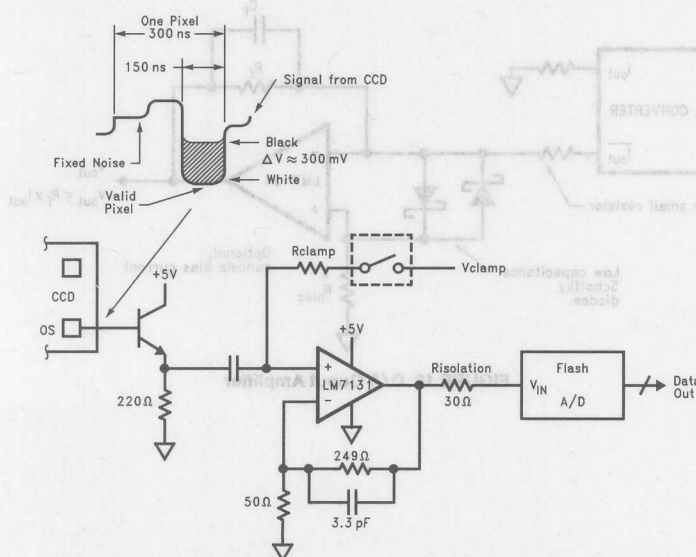 One Pixel
300 ns
150 ns
Signal from CCD
Fixed Noise
Black
ΔV ≈ 300 mV
White
Valid
Pixel
Rclamp
Vclamp
CCD
+5V
OS
+5V
Risolation
Flash
+
LM7131
−
30Ω
V_IN
A/D
Data
Out
220Ω
249Ω
50Ω
3.3 pF